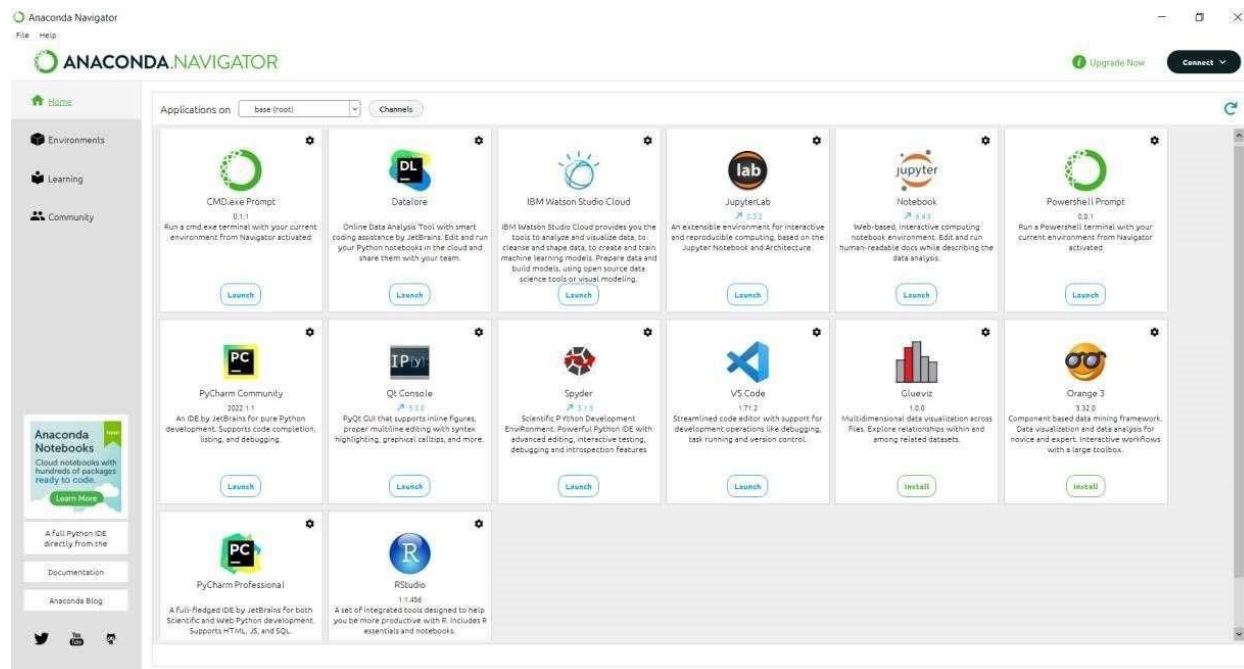 Anaconda Navigator
File Help
ANACONDA.NAVIGATOR
Upgrade Now
Connect
Home
Environments
Learning
Community
Applications on base (root) Channels
CMD.exe Prompt
0.1.1
Run a cmd.exe terminal with your current
environment from Navigator activated
Launch
DL
Datalore
Online Data Analysis Tool with smart
coding assistance by JetBrains. Edit and run
your Python notebooks in the cloud and
share them with your team.
Launch
IBM Watson Studio Cloud
IBM Watson Studio Cloud provides you the
tools to analyze and visualize data, to
cleanse and shape data, to create and train
machine learning models. Prepare data and
build models, using open source data
science tools or visual modeling.
Launch
lab
JupyterLab
An extensible environment for interactive
and reproducible computing, based on the
Jupyter Notebook and Architecture.
Launch
jupyter
Notebook
Web-based, interactive computing
notebook environment. Edit and run
human-readable docs while describing the
data analysis.
Launch
Powershell Prompt
0.0.1
Run a Powershell terminal with your
current environment from Navigator
activated
Launch
PC
PyCharm Community
2022.1.1
An IDE by JetBrains for pure Python
development. Supports code completion,
listing, and debugging.
Launch
IP[y]:
Qt Console
5.3.0
PyQt GUI that supports inline figures,
proper multiline editing with syntax
highlighting, graphical calltips, and more.
Launch
Spyder
Scientific PYthon Development
EnviRonment. Powerful Python IDE with
advanced editing, interactive testing,
debugging and introspection features
Launch
VS Code
1.71.2
Streamlined code editor with support for
development operations like debugging,
task running and version control.
Launch
Glueviz
1.0.0
Multidimensional data visualization across
files. Explore relationships within and
among related datasets.
Install
Orange 3
3.32.0
Component based data mining framework.
Data visualization and data analysis for
novice and expert. Interactive workflows
with a large toolbox.
Install
PC
PyCharm Professional
A full-fledged IDE by JetBrains for both
Scientific and Web Python development.
Supports HTML, JS, and SQL.
R
RStudio
1.1.456
A set of integrated tools designed to help
you be more productive with R. Includes R
essentials and notebooks.
Anaconda
Notebooks
Cloud notebooks with
hundreds of packages
ready to code.
Learn More
A full Python IDE
directly from the
Documentation
Anaconda Blog
You
Tube